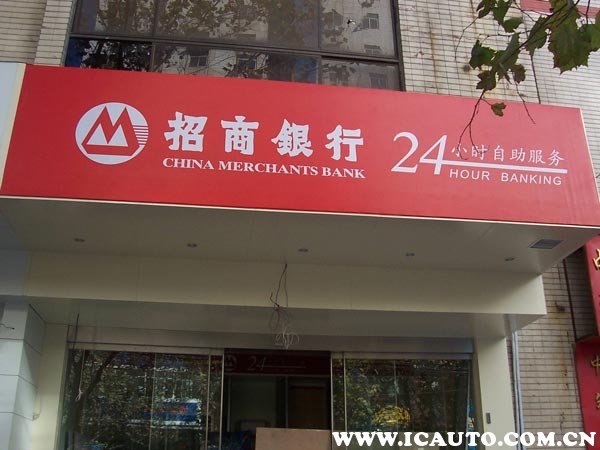 招商銀行
CHINA MERCHANTS BANK
24小时自助服务
HOUR BANKING
24
WWW.ICAUTO.COM.CN